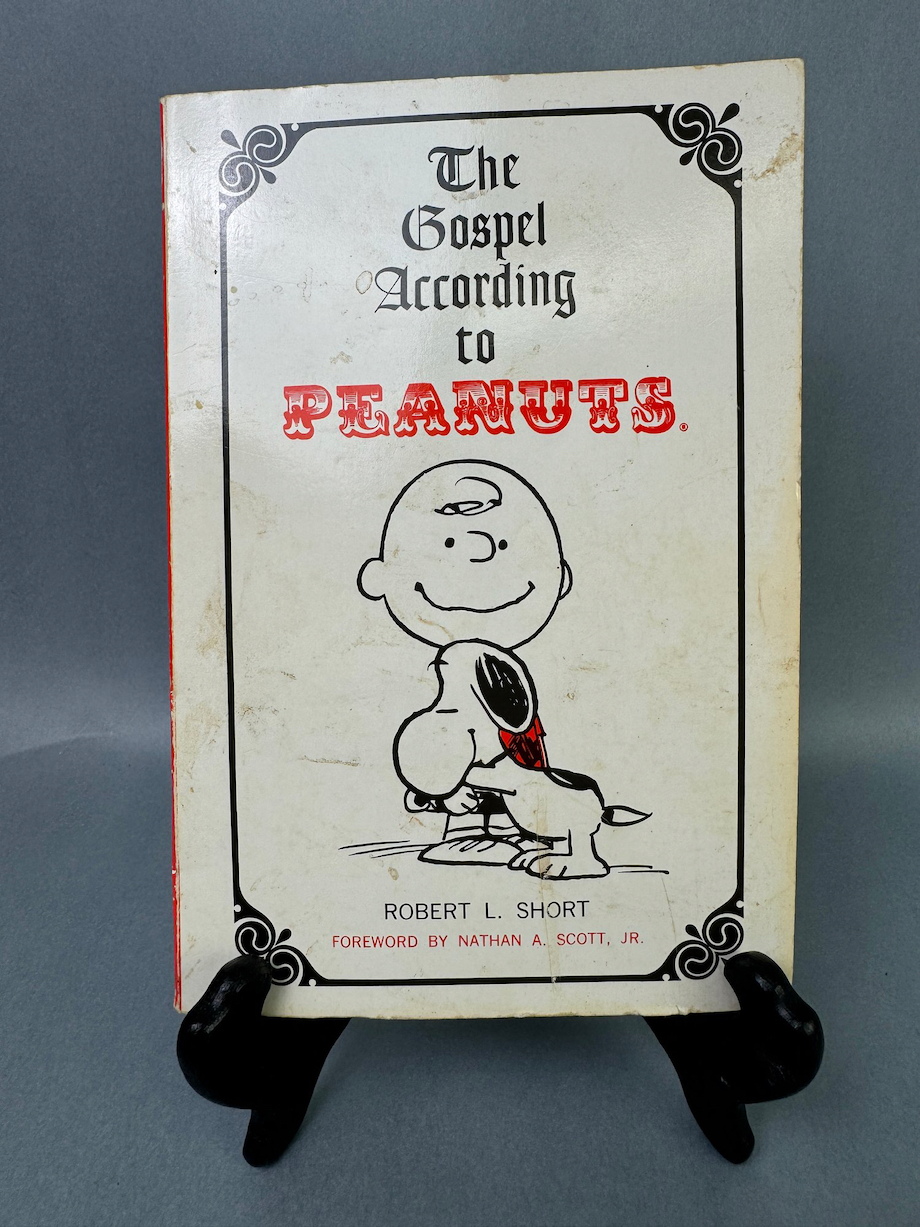 The
Gospel
According
to
PEANUTS®
ROBERT L. SHORT
FOREWORD BY NATHAN A. SCOTT, JR.